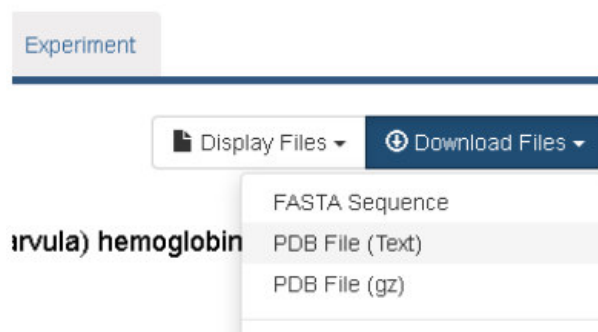 Experiment
Display Files Download Files
FASTA Sequence
arvula) hemoglobin PDB File (Text)
PDB File (gz)